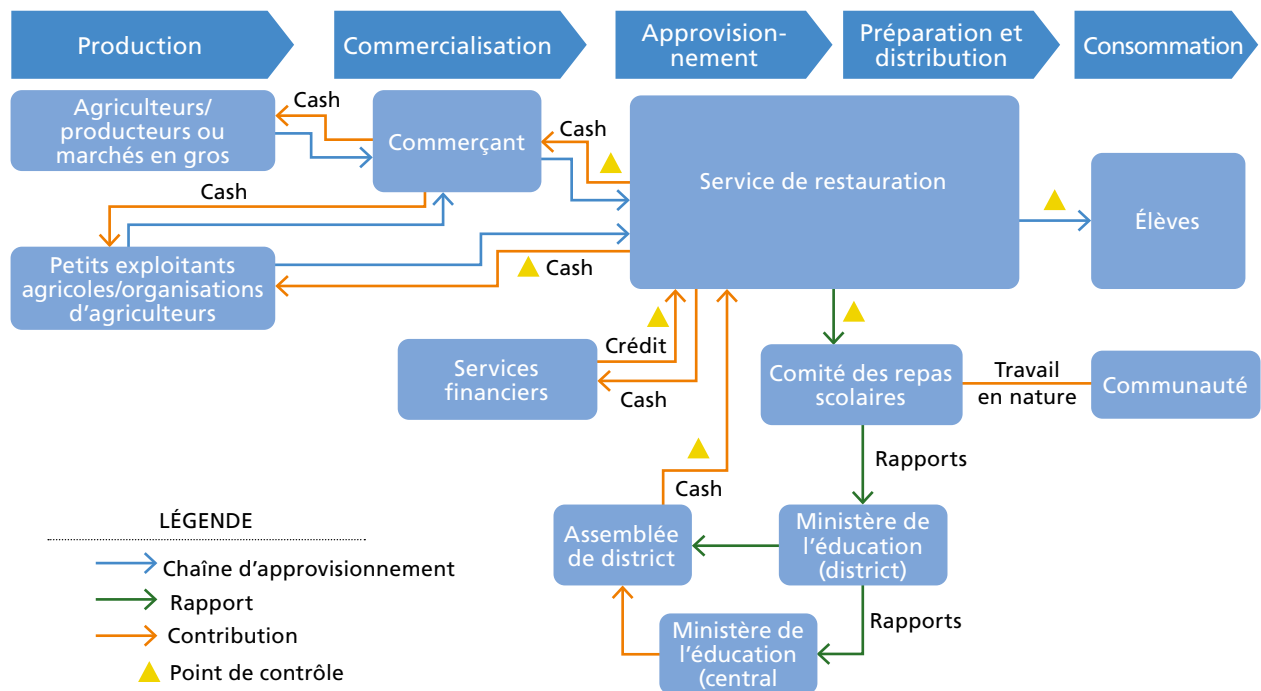 Production
Commercialisation
Approvision-
nement
Préparation et
distribution
Consommation
Agriculteurs/
producteurs ou
marchés en gros
Cash
Commerçant
Cash
Service de restauration
Élèves
Cash
Petits exploitants
agricoles/organisations
d'agriculteurs
Cash
Services
financiers
Crédit
Cash
Comité des repas
scolaires
Travail
en nature
Communauté
Rapports
Cash
Assemblée
de district
Ministère de
l'éducation
(district)
Rapports
Ministère de
l'éducation
(central
LÉGENDE
Chaîne d'approvisionnement
Rapport
Contribution
Point de contrôle